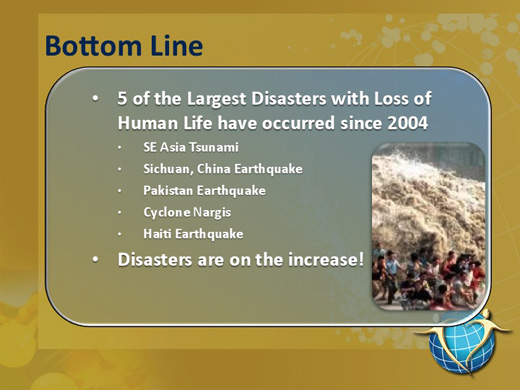 Bottom Line
• 5 of the Largest Disasters with Loss of
Human Life have occurred since 2004
• SE Asia Tsunami
• Sichuan, China Earthquake
• Pakistan Earthquake
• Cyclone Nargis
• Haiti Earthquake
• Disasters are on the increase!